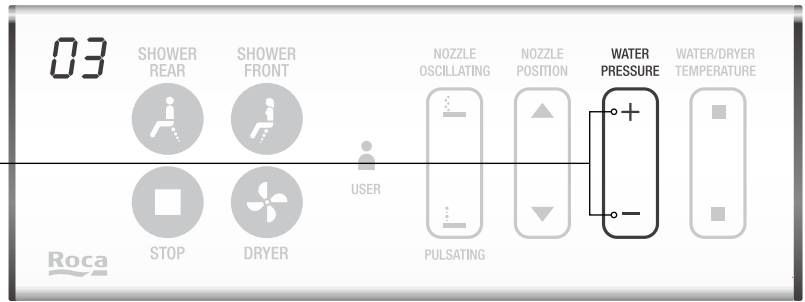 03
SHOWER
REAR
SHOWER
FRONT
NOZZLE
OSCILLATING
NOZZLE
POSITION
WATER
PRESSURE
WATER/DRYER
TEMPERATURE
+
USER
−
STOP
DRYER
PULSATING
Roca